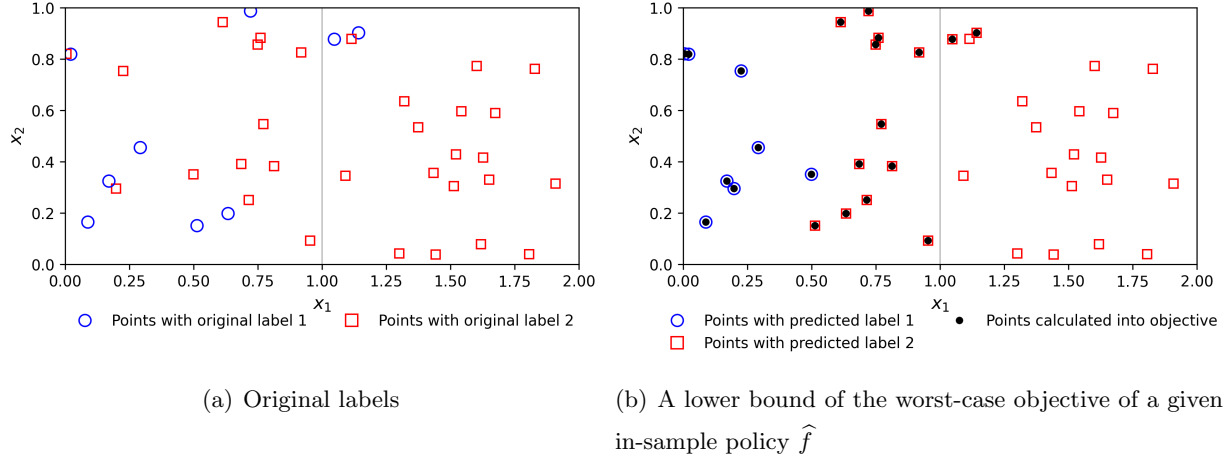 1.0
0.8
0.6
0.4
0.2
0.0
x₂
0.00 0.25 0.50 0.75 1.00 1.25 1.50 1.75 2.00
x₁
Points with original label 1
Points with original label 2
(a) Original labels
1.0
0.8
0.6
0.4
0.2
0.0
x₂
0.00 0.25 0.50 0.75 1.00 1.25 1.50 1.75 2.00
x₁
Points with predicted label 1
Points calculated into objective
Points with predicted label 2
(b) A lower bound of the worst-case objective of a given
in-sample policy f̂